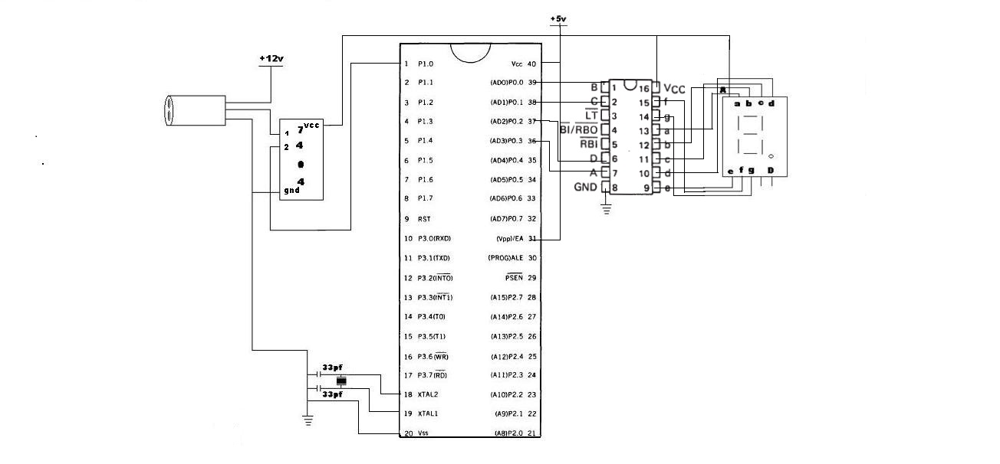 +5v
+12v
1 P1.0 Vcc 40
2 P1.1 (AD0)P0.0 39
3 P1.2 (AD1)P0.1 38
4 P1.3 (AD2)P0.2 37
5 P1.4 (AD3)P0.3 36
6 P1.5 (AD4)P0.4 35
7 P1.6 (AD5)P0.5 34
8 P1.7 (AD6)P0.6 33
9 RST (AD7)P0.7 32
10 P3.0(RXD) (Vpp)/EA 31
11 P3.1(TXD) (PROG)ALE 30
12 P3.2(INT0) PSEN 29
13 P3.3(INT1) (A15)P2.7 28
14 P3.4(T0) (A14)P2.6 27
15 P3.5(T1) (A13)P2.5 26
16 P3.6(WR) (A12)P2.4 25
17 P3.7(RD) (A11)P2.3 24
18 XTAL2 (A10)P2.2 23
19 XTAL1 (A9)P2.1 22
20 Vss (A8)P2.0 21
7 vcc
1
2 4
0
4
gnd
33pf
33pf
B 1 16 VCC
C 2 15 f
LT 3 14 g
BI/RBO 4 13 a
RBI 5 12 b
D 6 11 c
A 7 10 d
GND 8 9 e
A
a b c d
e f g D